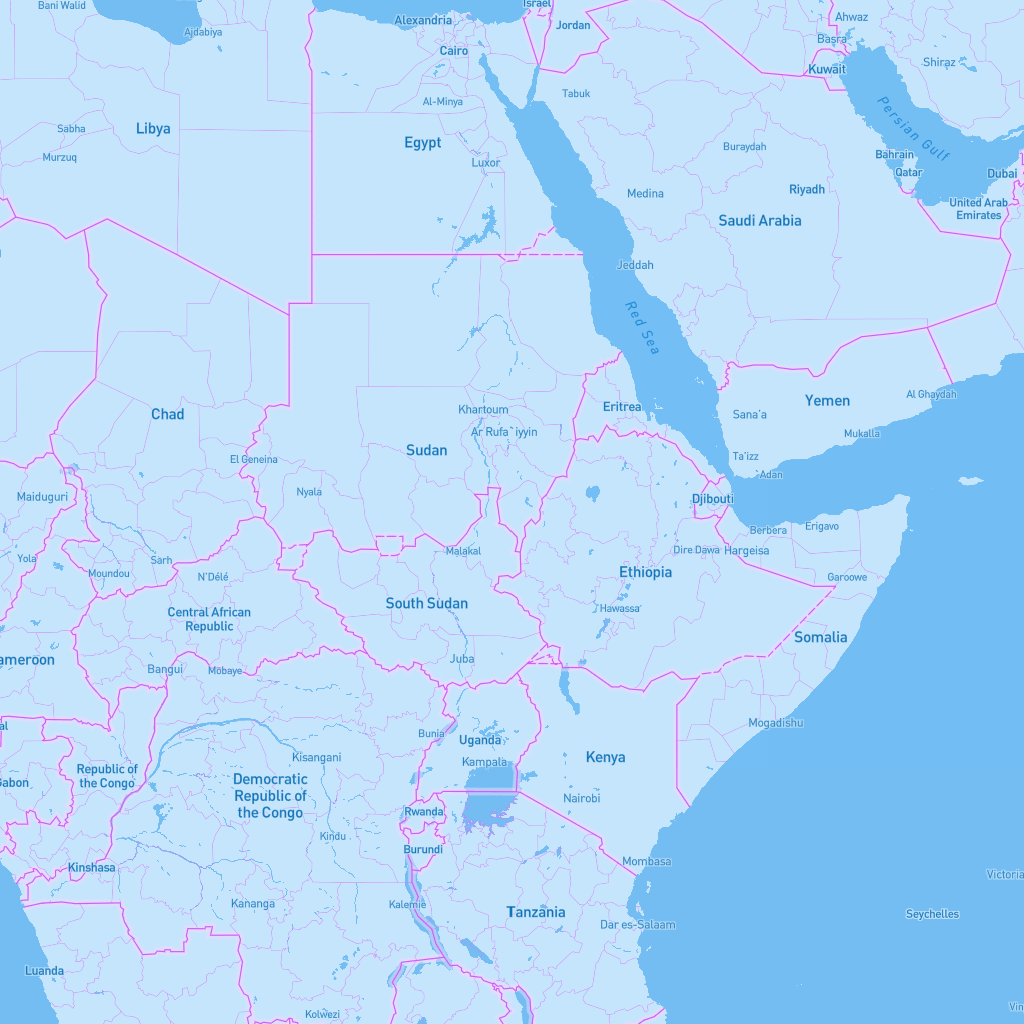 Bani Walid
Ajdabiya
Alexandria
Israel
Jordan
Ahwaz
Basra
Cairo
Kuwait
Shiraz
Tabuk
Al-Minya
Persian Gulf
Sabha
Libya
Egypt
Buraydah
Murzuq
Luxor
Bahrain
Qatar
Dubai
Medina
Riyadh
United Arab
Emirates
Saudi Arabia
Jeddah
Red Sea
Chad
Khartoum
Eritrea
Sana'a
Yemen
Al Ghaydah
Ar Rufa`iyyin
Mukalla
Sudan
El Geneina
Ta'izz
`Adan
Maiduguri
Nyala
Djibouti
Berbera
Erigavo
Yola
Sarh
Malakal
Dire Dawa
Hargeisa
Moundou
N'Délé
Ethiopia
Garoowe
South Sudan
Hawassa
Central African
Republic
Somalia
ameroon
Bangui
Mobaye
Juba
Mogadishu
al
Bunia
Uganda
Kisangani
Kampala
Kenya
Republic of
the Congo
Gabon
Democratic
Republic of
the Congo
Nairobi
Rwanda
Kindu
Burundi
Kinshasa
Mombasa
Victoria
Kananga
Kalemie
Tanzania
Dar es-Salaam
Seychelles
Luanda
Kolwezi
Vin